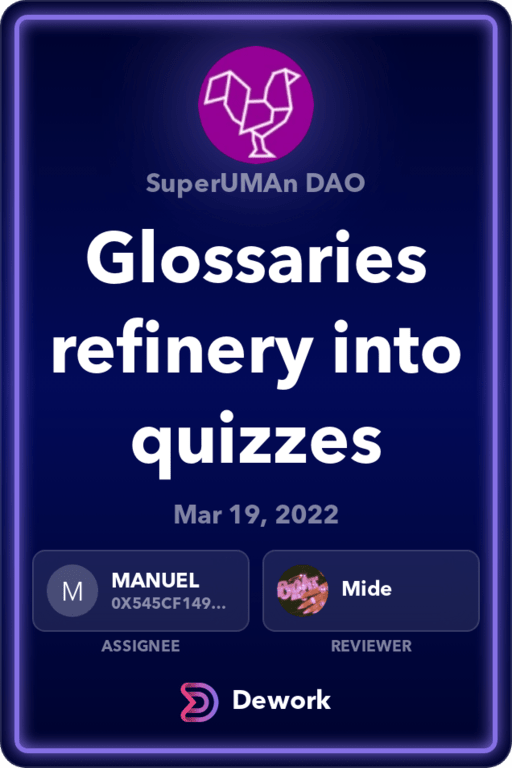 SuperUMAn DAO
Glossaries
refinery into
quizzes
Mar 19, 2022
M
MANUEL
0X545CF149...
Mide
ASSIGNEE
REVIEWER
Dework